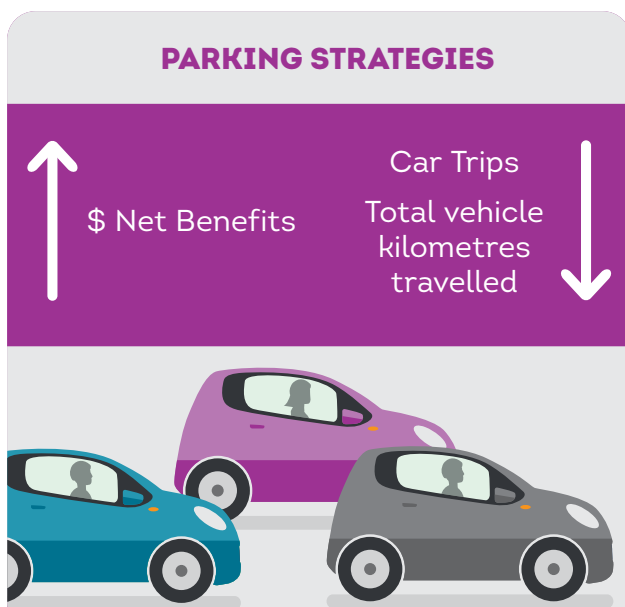 PARKING STRATEGIES
$ Net Benefits
Car Trips
Total vehicle
kilometres
travelled